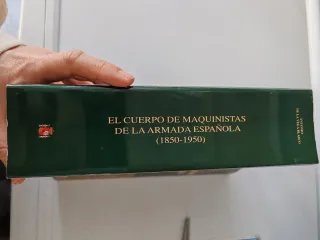 EL CUERPO DE MAQUINISTAS
DE LA ARMADA ESPAÑOLA
(1850-1950)